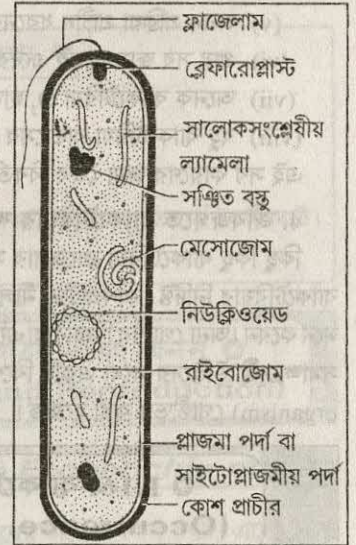 ফ্লাজেলাম
ব্লেফারোপ্লাস্ট
সালোকসংশ্লেষীয়
ল্যামেলা
সঞ্চিত বস্তু
মেসোজোম
নিউক্লিওয়েড
রাইবোজোম
প্লাজমা পর্দা বা
সাইটোপ্লাজমীয় পর্দা
কোশ প্রাচীর